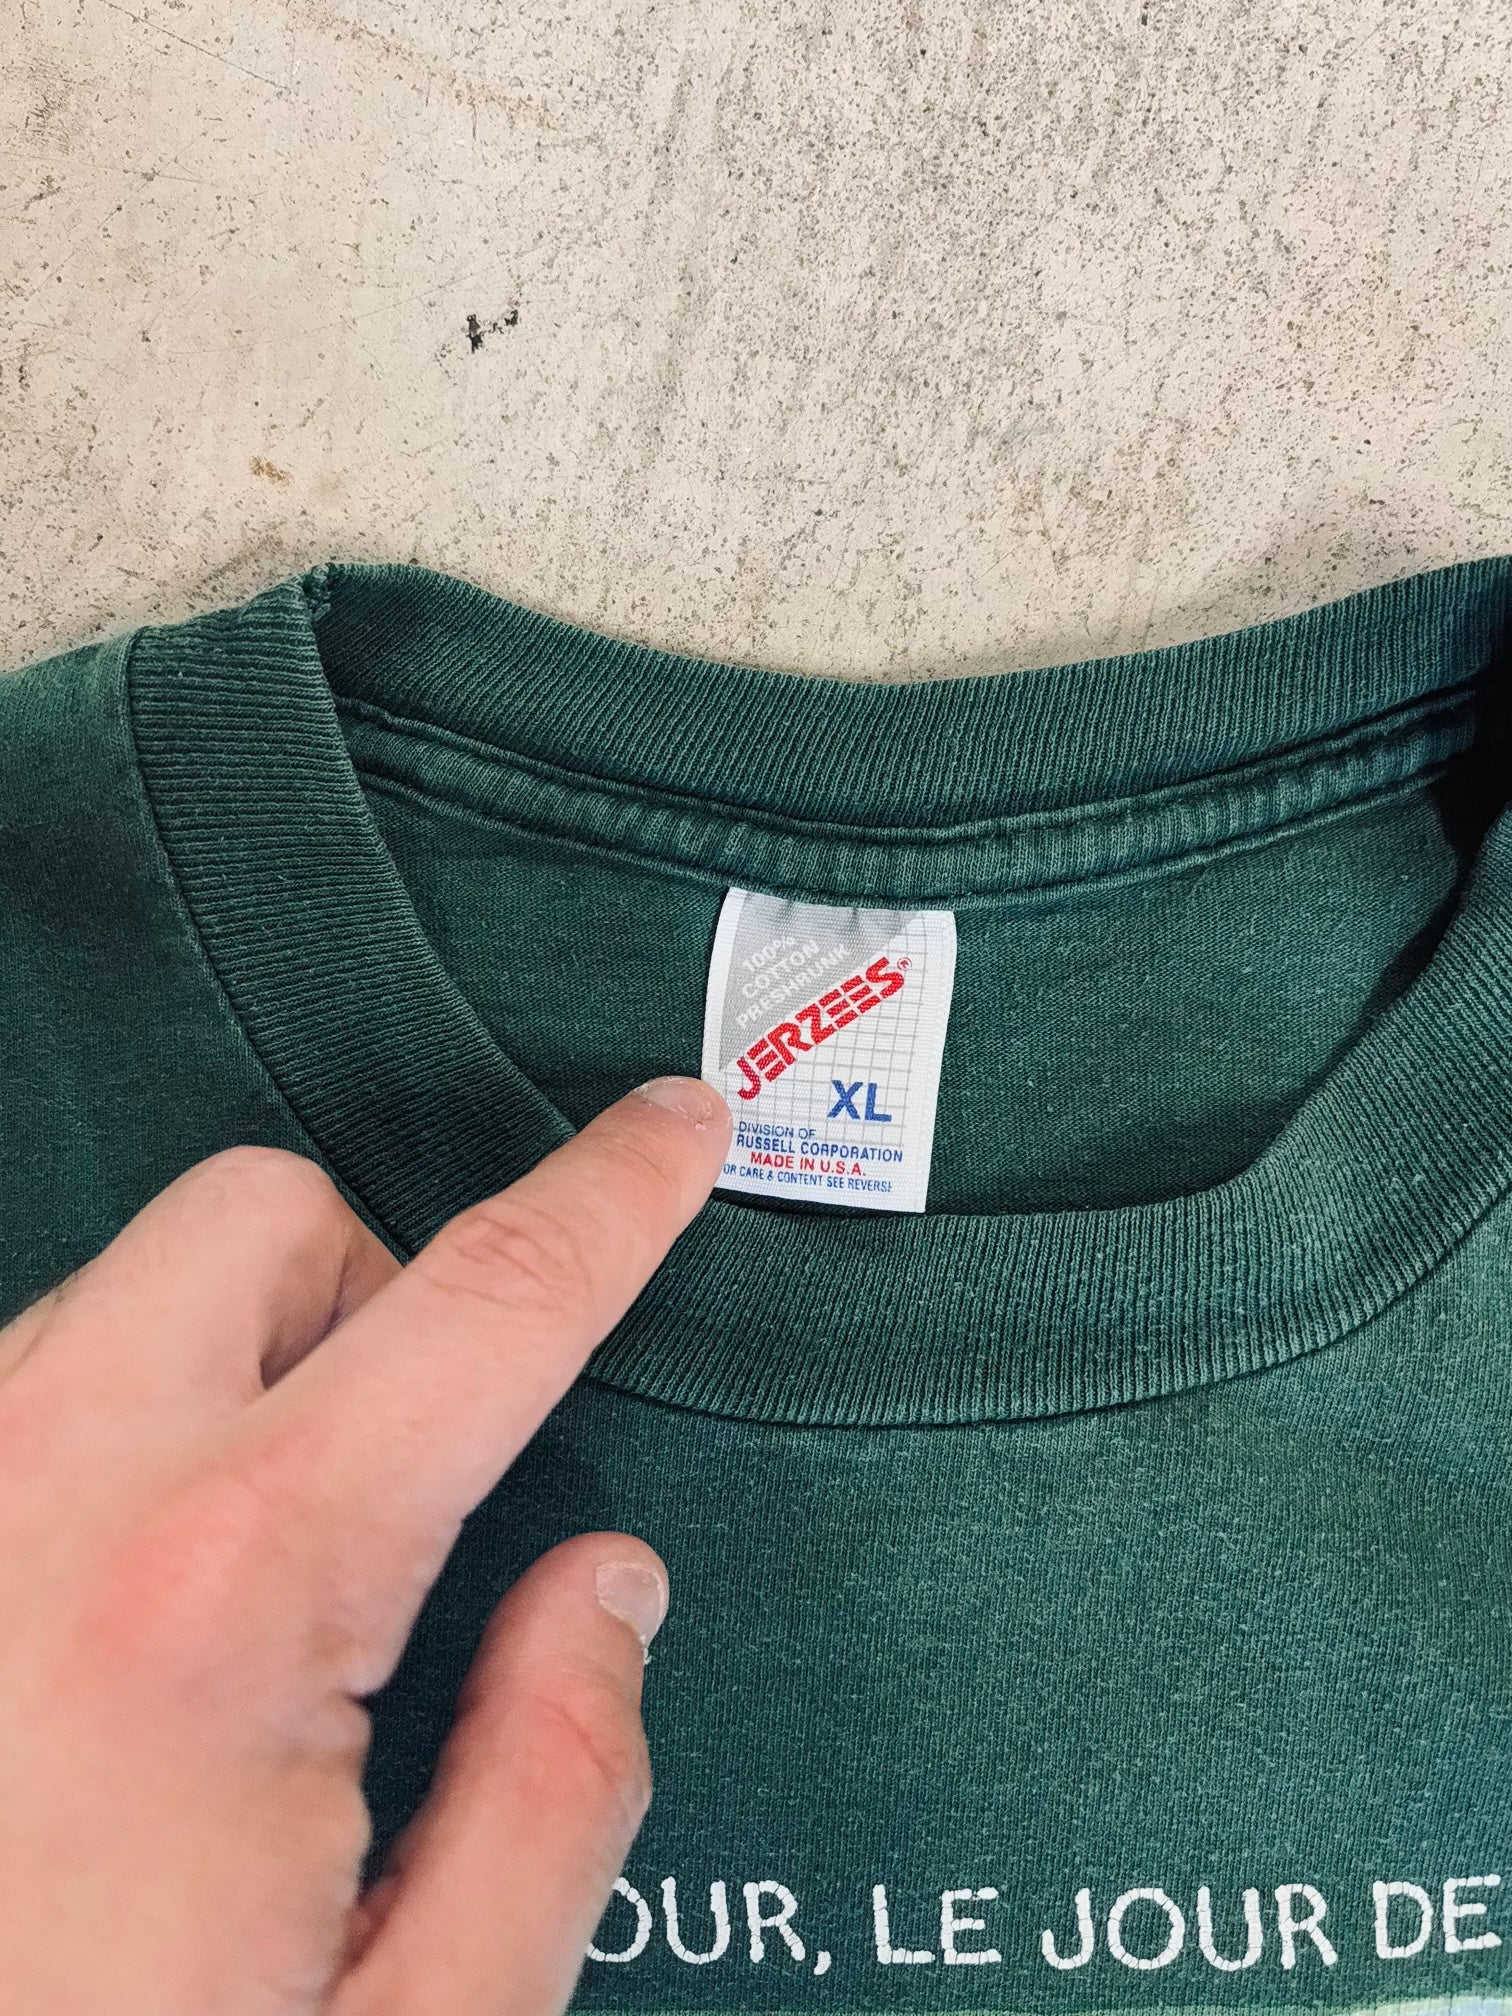 100%
COTTON
PRESHRUNK
JERZEES®
XL
DIVISION OF
RUSSELL CORPORATION
MADE IN U.S.A.
OR CARE & CONTENT SEE REVERSE
OUR, LE JOUR DE